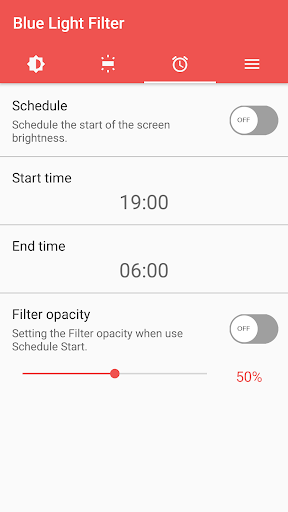 Blue Light Filter
Schedule
OFF
Schedule the start of the screen
brightness.
Start time
19:00
End time
06:00
Filter opacity
OFF
Setting the Filter opacity when use
Schedule Start.
50%